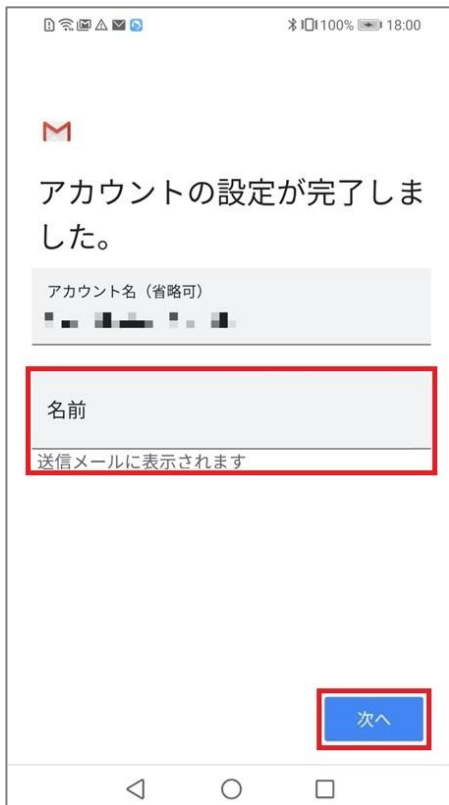 100% 18:00
アカウントの設定が完了しま
した。
アカウント名（省略可）
名前
送信メールに表示されます
次へ